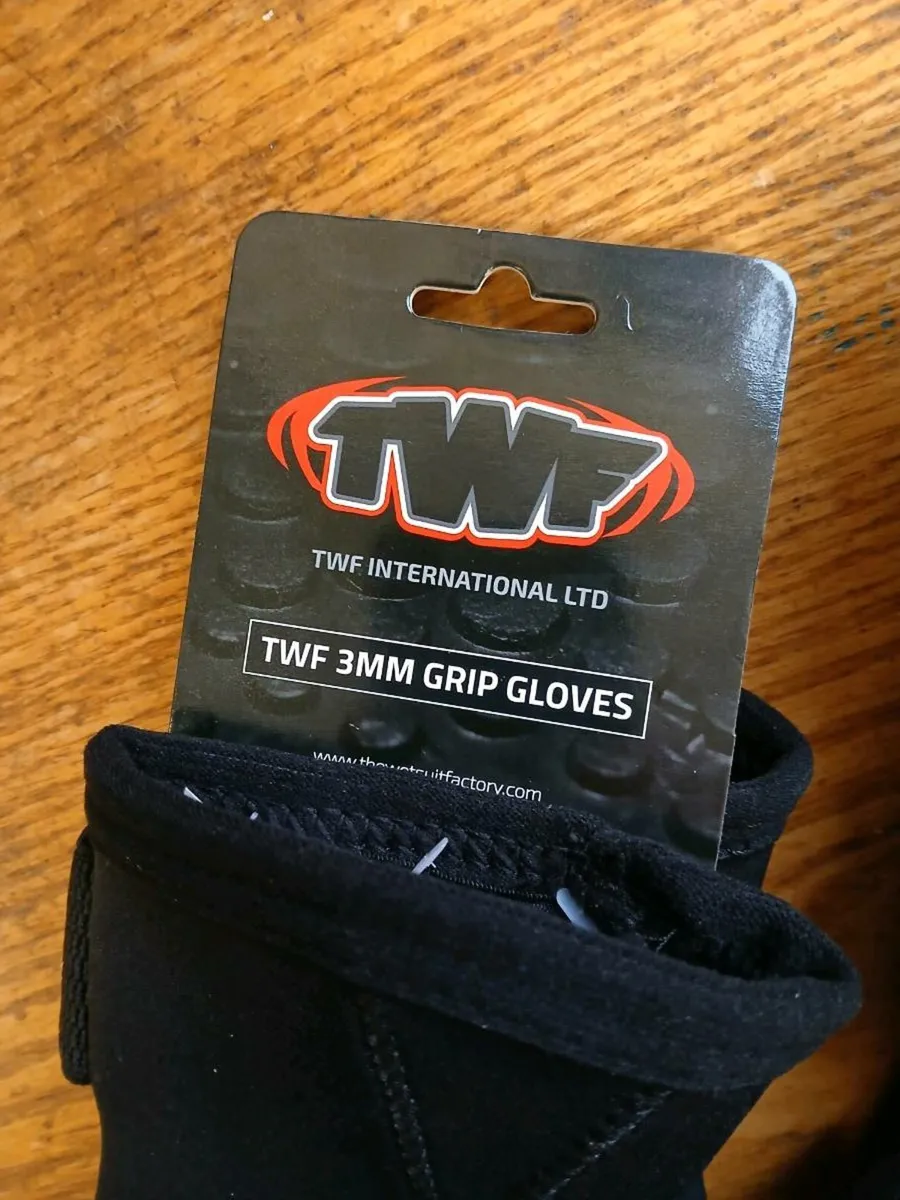 TWF
TWF INTERNATIONAL LTD
TWF 3MM GRIP GLOVES
www.thewetsuitfactory.com